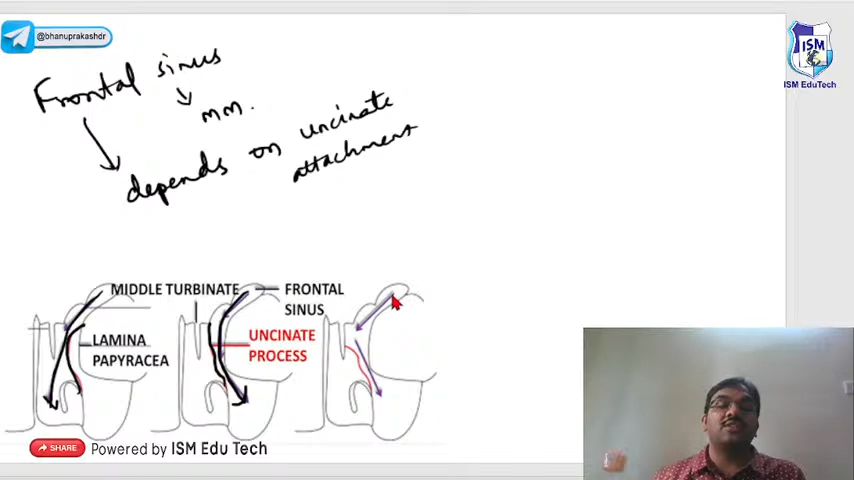 @bhanuprakashdr
ISM
ISM EduTech
Frontal sinus
mm.
depends on uncinate
attachment
MIDDLE TURBINATE
FRONTAL
SINUS
LAMINA
PAPYRACEA
UNCINATE
PROCESS
SHARE
Powered by ISM Edu Tech